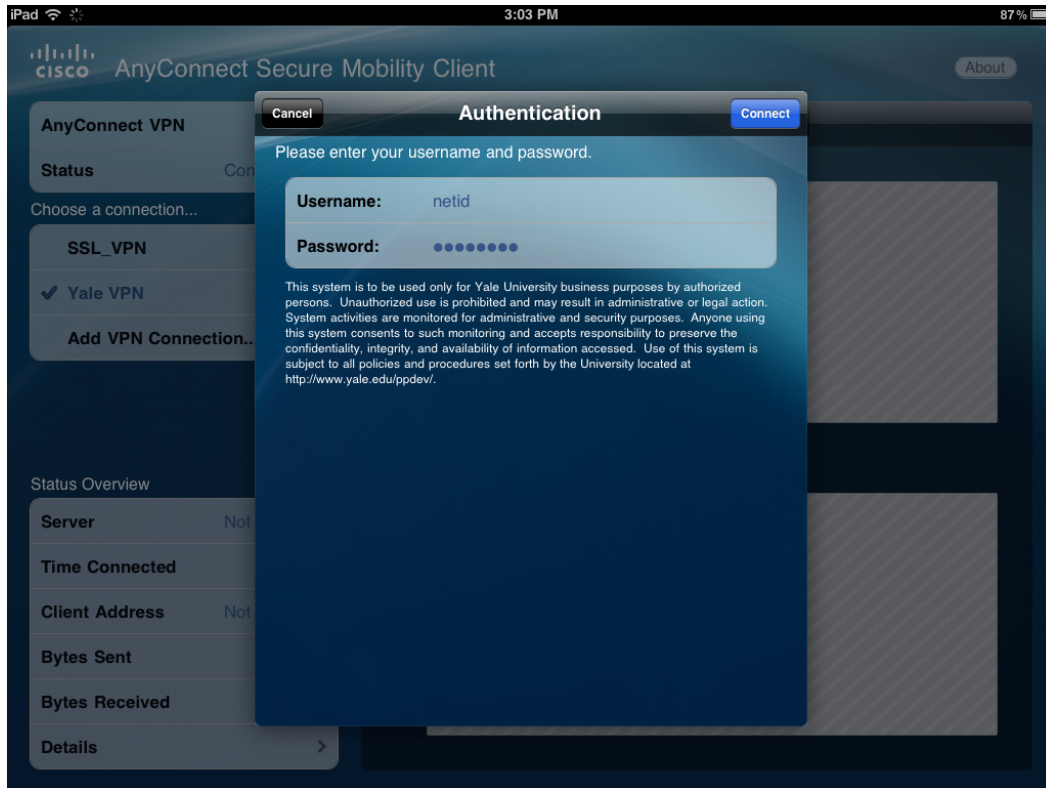 iPad 3:03 PM 87%
CISCO AnyConnect Secure Mobility Client About
AnyConnect VPN
Status Con
Choose a connection...
SSL_VPN
Yale VPN
Add VPN Connection..
Status Overview
Server Not
Time Connected
Client Address Not
Bytes Sent
Bytes Received
Details
Cancel Authentication Connect
Please enter your username and password.
Username: netid
Password: ●●●●●●●●
This system is to be used only for Yale University business purposes by authorized
persons. Unauthorized use is prohibited and may result in administrative or legal action.
System activities are monitored for administrative and security purposes. Anyone using
this system consents to such monitoring and accepts responsibility to preserve the
confidentiality, integrity, and availability of information accessed. Use of this system is
subject to all policies and procedures set forth by the University located at
http://www.yale.edu/ppdev/.